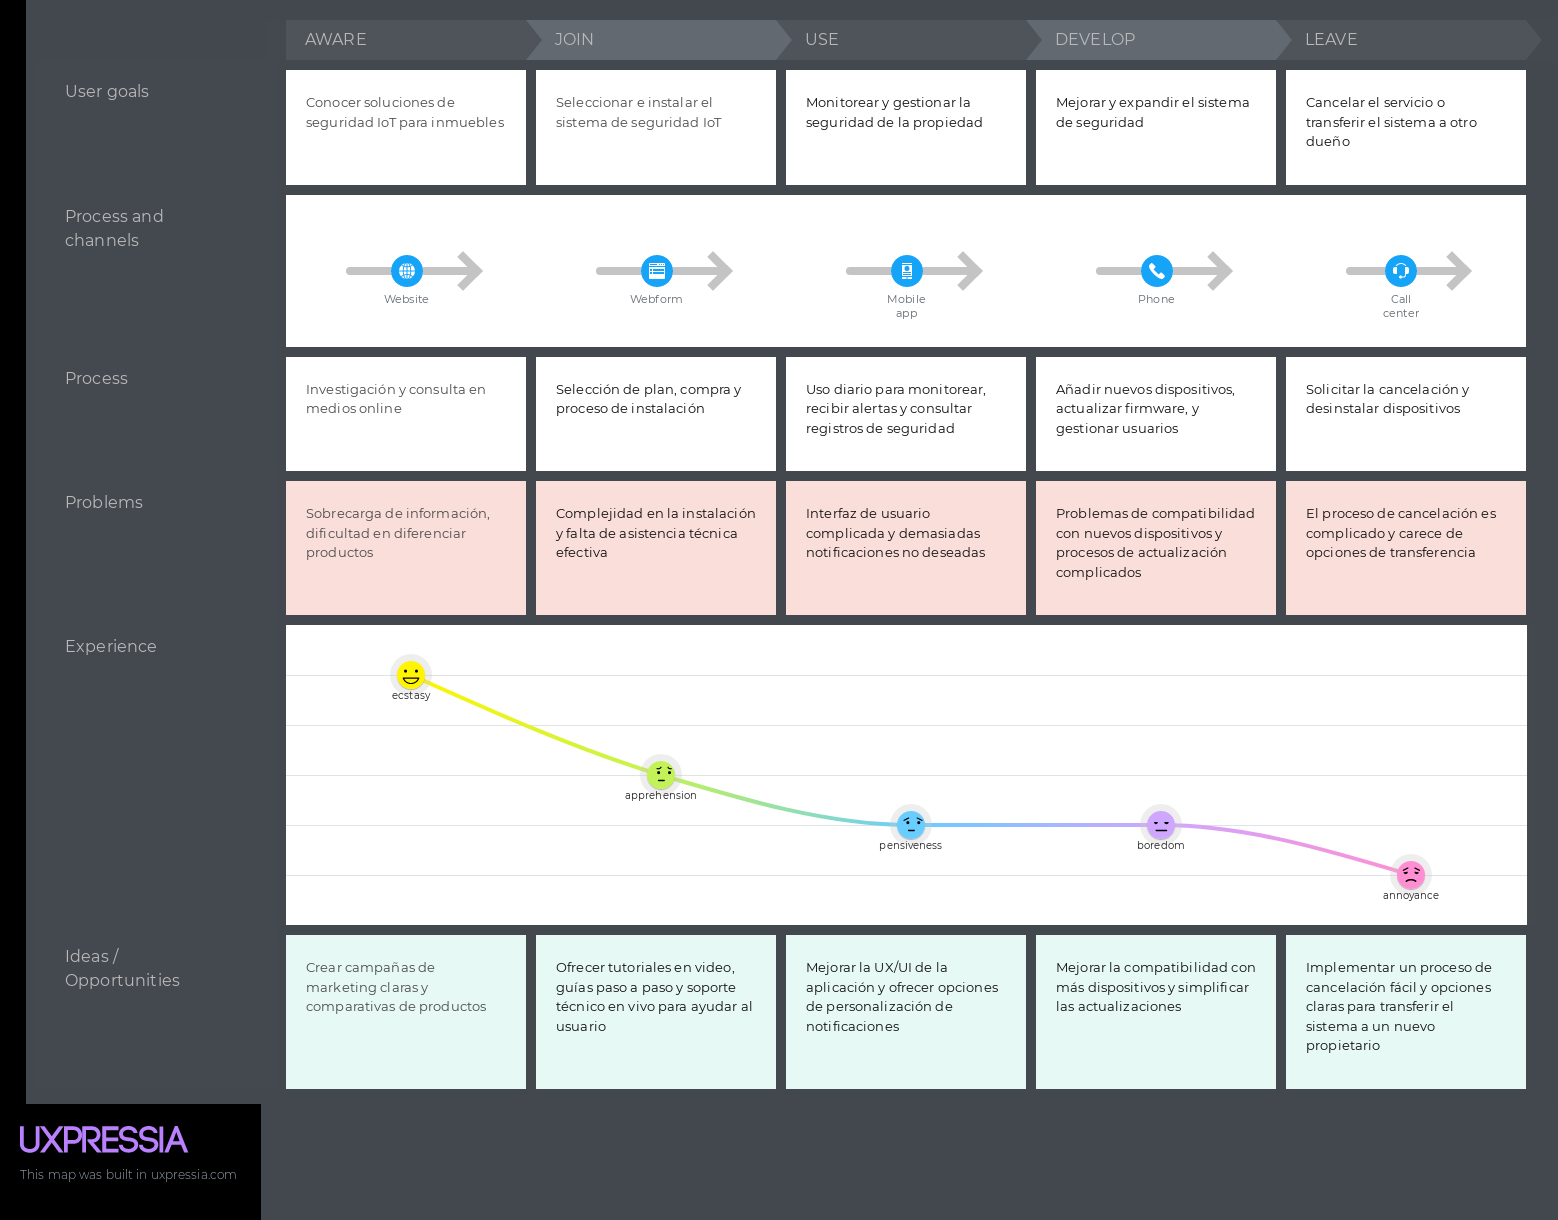 AWARE
JOIN
USE
DEVELOP
LEAVE
User goals
Conocer soluciones de
seguridad IoT para inmuebles
Seleccionar e instalar el
sistema de seguridad IoT
Monitorear y gestionar la
seguridad de la propiedad
Mejorar y expandir el sistema
de seguridad
Cancelar el servicio o
transferir el sistema a otro
dueño
Process and
channels
Website
Webform
Mobile
app
Phone
Call
center
Process
Investigación y consulta en
medios online
Selección de plan, compra y
proceso de instalación
Uso diario para monitorear,
recibir alertas y consultar
registros de seguridad
Añadir nuevos dispositivos,
actualizar firmware, y
gestionar usuarios
Solicitar la cancelación y
desinstalar dispositivos
Problems
Sobrecarga de información,
dificultad en diferenciar
productos
Complejidad en la instalación
y falta de asistencia técnica
efectiva
Interfaz de usuario
complicada y demasiadas
notificaciones no deseadas
Problemas de compatibilidad
con nuevos dispositivos y
procesos de actualización
complicados
El proceso de cancelación es
complicado y carece de
opciones de transferencia
Experience
ecstasy
apprehension
pensiveness
boredom
annoyance
Ideas /
Opportunities
Crear campañas de
marketing claras y
comparativas de productos
Ofrecer tutoriales en video,
guías paso a paso y soporte
técnico en vivo para ayudar al
usuario
Mejorar la UX/UI de la
aplicación y ofrecer opciones
de personalización de
notificaciones
Mejorar la compatibilidad con
más dispositivos y simplificar
las actualizaciones
Implementar un proceso de
cancelación fácil y opciones
claras para transferir el
sistema a un nuevo
propietario
UXPRESSIA
This map was built in uxpressia.com